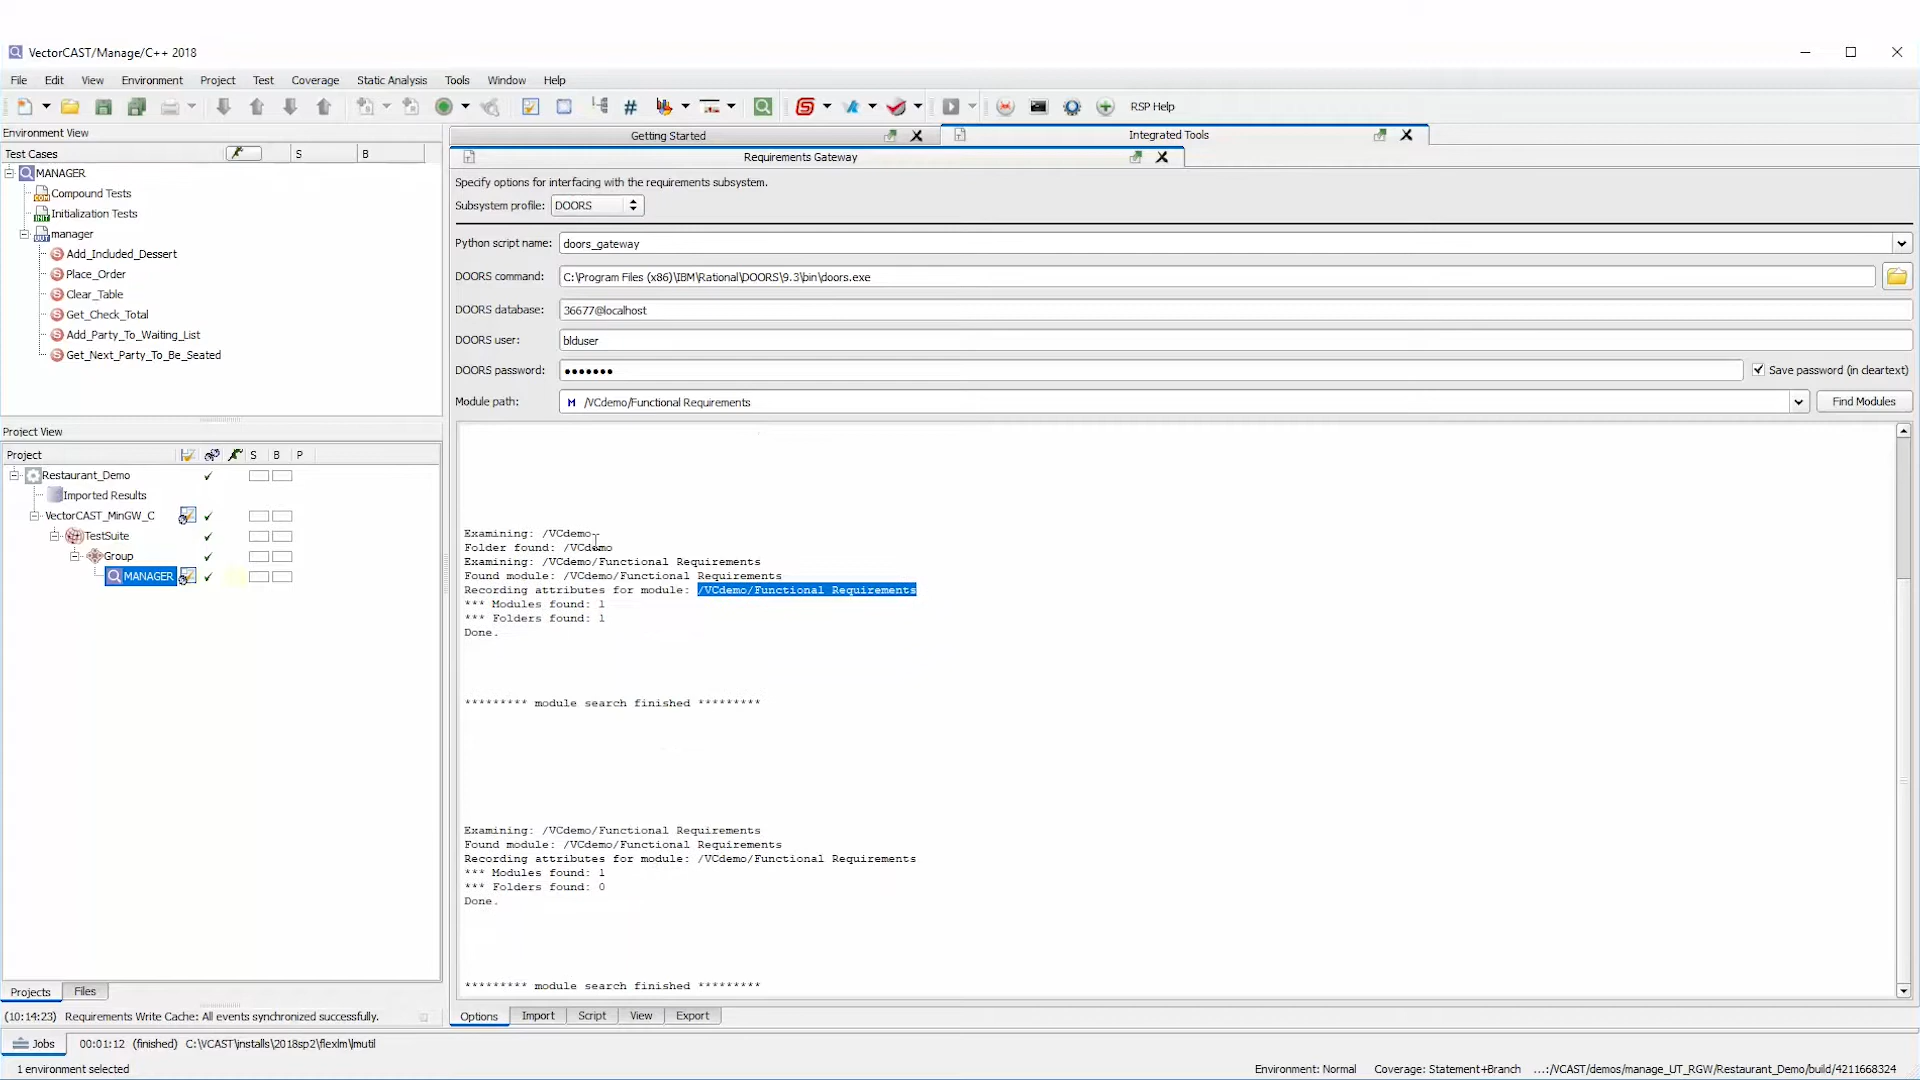 VectorCAST/Manage/C++ 2018
File Edit View Environment Project Test Coverage Static Analysis Tools Window Help
RSP Help
Environment View
Test Cases S B
MANAGER
Compound Tests
Initialization Tests
manager
Add_Included_Dessert
Place_Order
Clear_Table
Get_Check_Total
Add_Party_To_Waiting_List
Get_Next_Party_To_Be_Seated
Project View
Project S B P
Restaurant_Demo
Imported Results
VectorCAST_MinGW_C
TestSuite
Group
MANAGER
Projects Files
(10:14:23) Requirements Write Cache: All events synchronized successfully.
Getting Started Integrated Tools
Requirements Gateway
Specify options for interfacing with the requirements subsystem.
Subsystem profile: DOORS
Python script name: doors_gateway
DOORS command: C:\Program Files (x86)\IBM\Rational\DOORS\9.3\bin\doors.exe
DOORS database: 36677@localhost
DOORS user: blduser
DOORS password: ●●●●●●● Save password (in cleartext)
Module path: M /VCdemo/Functional Requirements Find Modules
Examining: /VCdemo
Folder found: /VCdemo
Examining: /VCdemo/Functional Requirements
Found module: /VCdemo/Functional Requirements
Recording attributes for module: /VCdemo/Functional Requirements
*** Modules found: 1
*** Folders found: 1
Done.
********* module search finished *********
Examining: /VCdemo/Functional Requirements
Found module: /VCdemo/Functional Requirements
Recording attributes for module: /VCdemo/Functional Requirements
*** Modules found: 1
*** Folders found: 0
Done.
********* module search finished *********
Options Import Script View Export
Jobs 00:01:12 (finished) C:\VCAST\installs\2018sp2\flexlm\lmutil
1 environment selected Environment: Normal Coverage: Statement+Branch ...:/VCAST/demos/manage_UT_RGW/Restaurant_Demo/build/4211668324